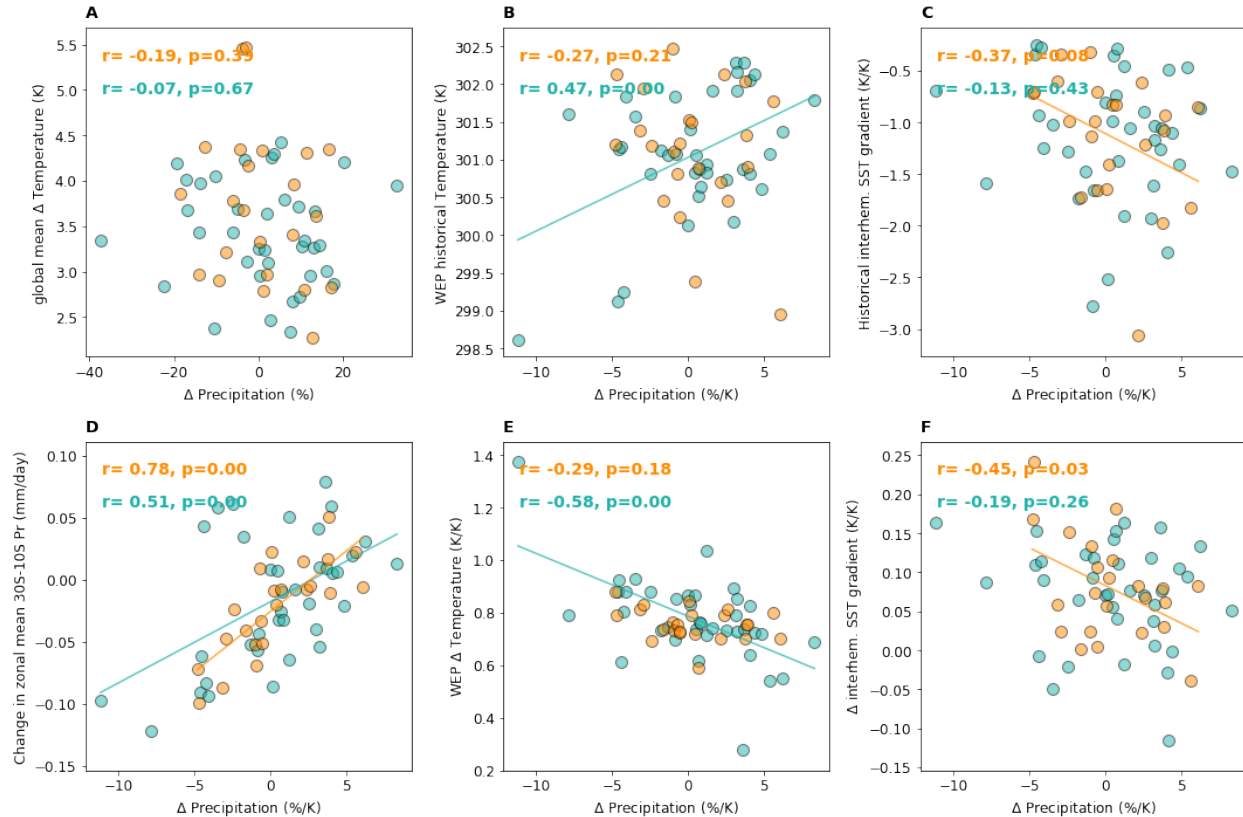 A
r= -0.19, p=0.39
r= -0.07, p=0.67
global mean Δ Temperature (K)
5.5
5.0
4.5
4.0
3.5
3.0
2.5
−40
−20
0
20
Δ Precipitation (%)
B
r= -0.27, p=0.21
r= 0.47, p=0.00
WEP historical Temperature (K)
302.5
302.0
301.5
301.0
300.5
300.0
299.5
299.0
298.5
−10
−5
0
5
Δ Precipitation (%/K)
C
r= -0.37, p=0.08
r= -0.13, p=0.43
Historical interhem. SST gradient (K/K)
−0.5
−1.0
−1.5
−2.0
−2.5
−3.0
−10
−5
0
5
Δ Precipitation (%/K)
D
r= 0.78, p=0.00
r= 0.51, p=0.00
Change in zonal mean 30S-10S Pr (mm/day)
0.10
0.05
0.00
−0.05
−0.10
−0.15
−10
−5
0
5
Δ Precipitation (%/K)
E
r= -0.29, p=0.18
r= -0.58, p=0.00
WEP Δ Temperature (K/K)
1.4
1.2
1.0
0.8
0.6
0.4
0.2
−10
−5
0
5
Δ Precipitation (%/K)
F
r= -0.45, p=0.03
r= -0.19, p=0.26
Δ interhem. SST gradient (K/K)
0.25
0.20
0.15
0.10
0.05
0.00
−0.05
−0.10
−10
−5
0
5
Δ Precipitation (%/K)